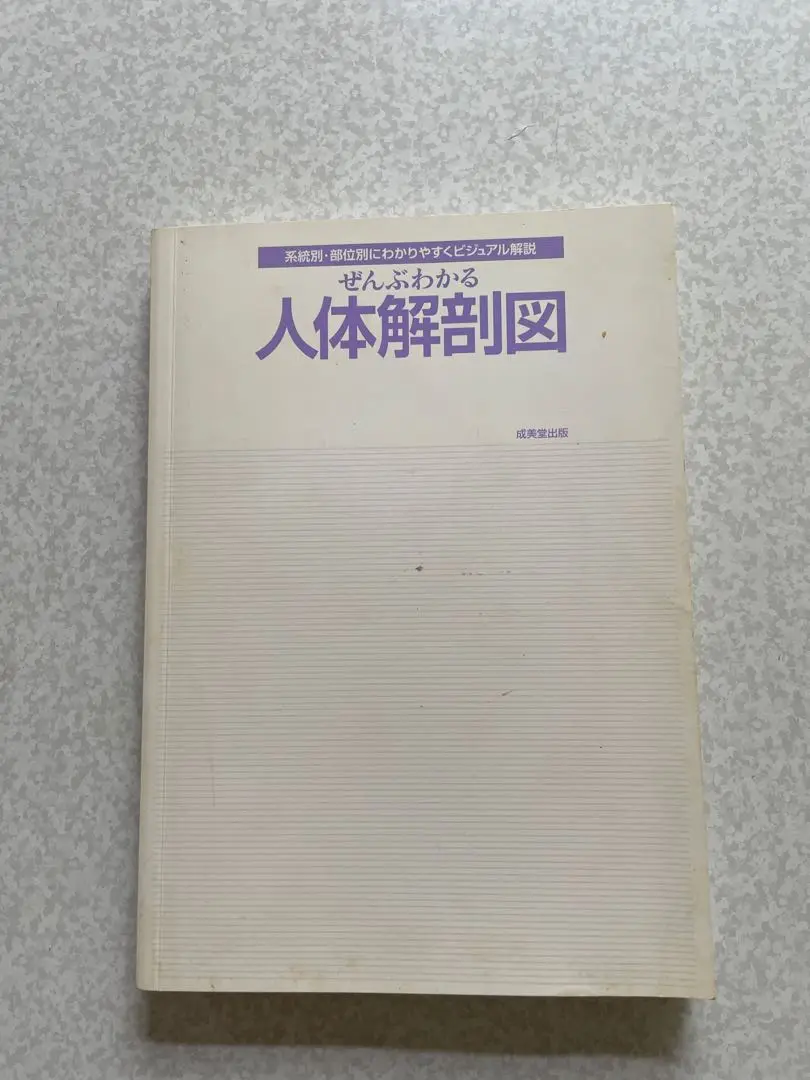 系統別・部位別にわかりやすくビジュアル解説
ぜんぶわかる
人体解剖図
成美堂出版